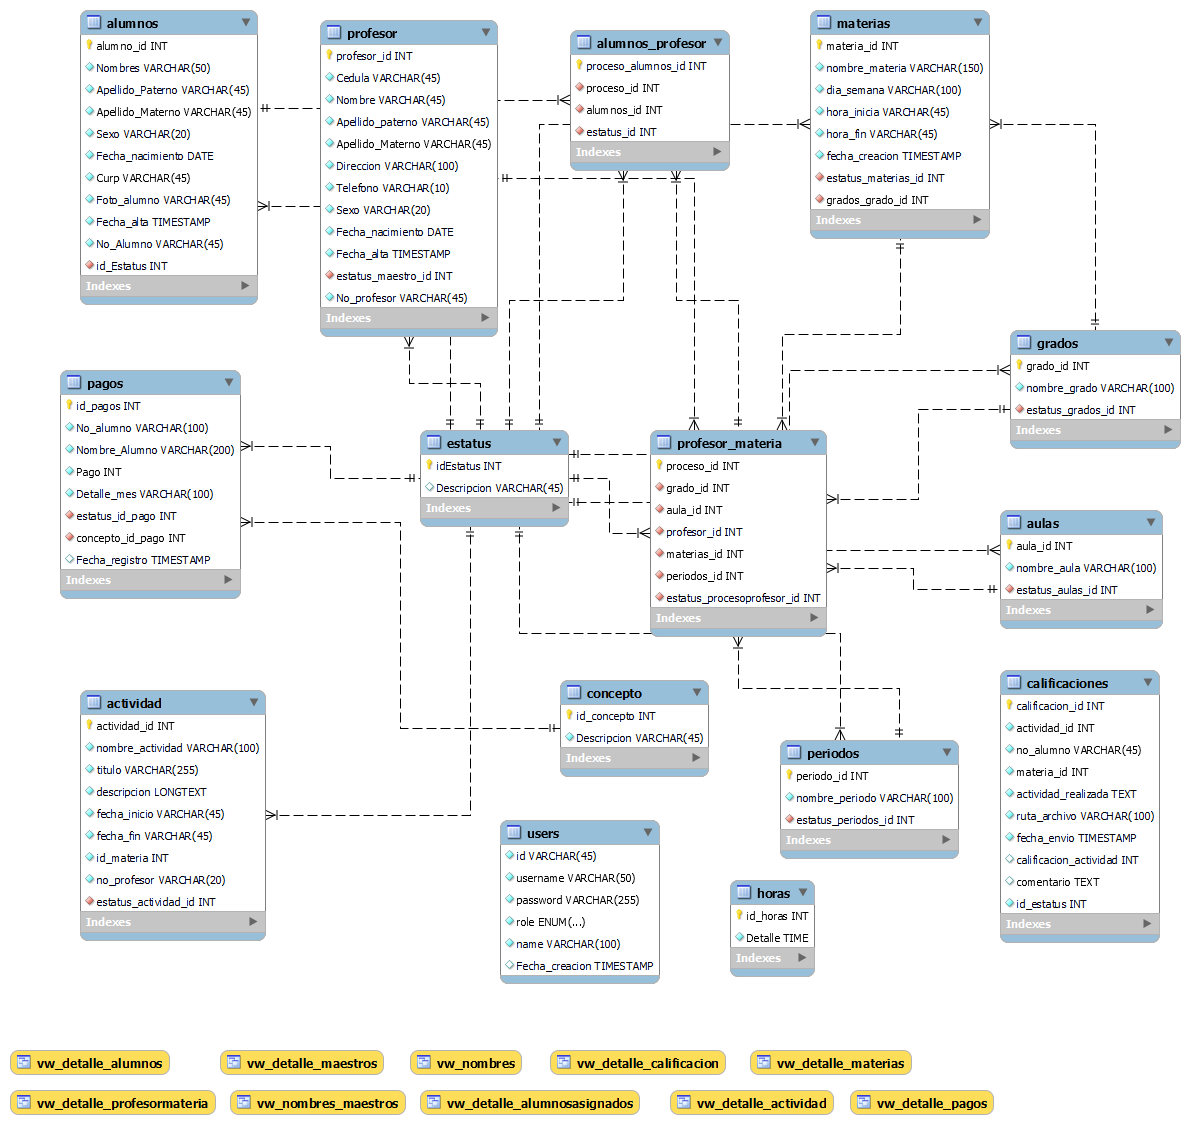 alumnos
alumno_id INT
Nombres VARCHAR(50)
Apellido_Paterno VARCHAR(45)
Apellido_Materno VARCHAR(45)
Sexo VARCHAR(20)
Fecha_nacimiento DATE
Curp VARCHAR(45)
Foto_alumno VARCHAR(45)
Fecha_alta TIMESTAMP
No_Alumno VARCHAR(45)
id_Estatus INT
Indexes
profesor
profesor_id INT
Cedula VARCHAR(45)
Nombre VARCHAR(45)
Apellido_paterno VARCHAR(45)
Apellido_Materno VARCHAR(45)
Direccion VARCHAR(100)
Telefono VARCHAR(10)
Sexo VARCHAR(20)
Fecha_nacimiento DATE
Fecha_alta TIMESTAMP
estatus_maestro_id INT
No_profesor VARCHAR(45)
Indexes
alumnos_profesor
proceso_alumnos_id INT
proceso_id INT
alumnos_id INT
estatus_id INT
Indexes
materias
materia_id INT
nombre_materia VARCHAR(150)
dia_semana VARCHAR(100)
hora_inicia VARCHAR(45)
hora_fin VARCHAR(45)
fecha_creacion TIMESTAMP
estatus_materias_id INT
grados_grado_id INT
Indexes
grados
grado_id INT
nombre_grado VARCHAR(100)
estatus_grados_id INT
Indexes
pagos
id_pagos INT
No_alumno VARCHAR(100)
Nombre_Alumno VARCHAR(200)
Pago INT
Detalle_mes VARCHAR(100)
estatus_id_pago INT
concepto_id_pago INT
Fecha_registro TIMESTAMP
Indexes
estatus
idEstatus INT
Descripcion VARCHAR(45)
Indexes
profesor_materia
proceso_id INT
grado_id INT
aula_id INT
profesor_id INT
materias_id INT
periodos_id INT
estatus_procesoprofesor_id INT
Indexes
aulas
aula_id INT
nombre_aula VARCHAR(100)
estatus_aulas_id INT
Indexes
actividad
actividad_id INT
nombre_actividad VARCHAR(100)
titulo VARCHAR(255)
descripcion LONGTEXT
fecha_inicio VARCHAR(45)
fecha_fin VARCHAR(45)
id_materia INT
no_profesor VARCHAR(20)
estatus_actividad_id INT
Indexes
concepto
id_concepto INT
Descripcion VARCHAR(45)
Indexes
periodos
periodo_id INT
nombre_periodo VARCHAR(100)
estatus_periodos_id INT
Indexes
calificaciones
calificacion_id INT
actividad_id INT
no_alumno VARCHAR(45)
materia_id INT
actividad_realizada TEXT
ruta_archivo VARCHAR(100)
fecha_envio TIMESTAMP
calificacion_actividad INT
comentario TEXT
id_estatus INT
Indexes
users
id VARCHAR(45)
username VARCHAR(50)
password VARCHAR(255)
role ENUM(...)
name VARCHAR(100)
Fecha_creacion TIMESTAMP
horas
id_horas INT
Detalle TIME
Indexes
vw_detalle_alumnos
vw_detalle_maestros
vw_nombres
vw_detalle_calificacion
vw_detalle_materias
vw_detalle_profesormateria
vw_nombres_maestros
vw_detalle_alumnosasignados
vw_detalle_actividad
vw_detalle_pagos